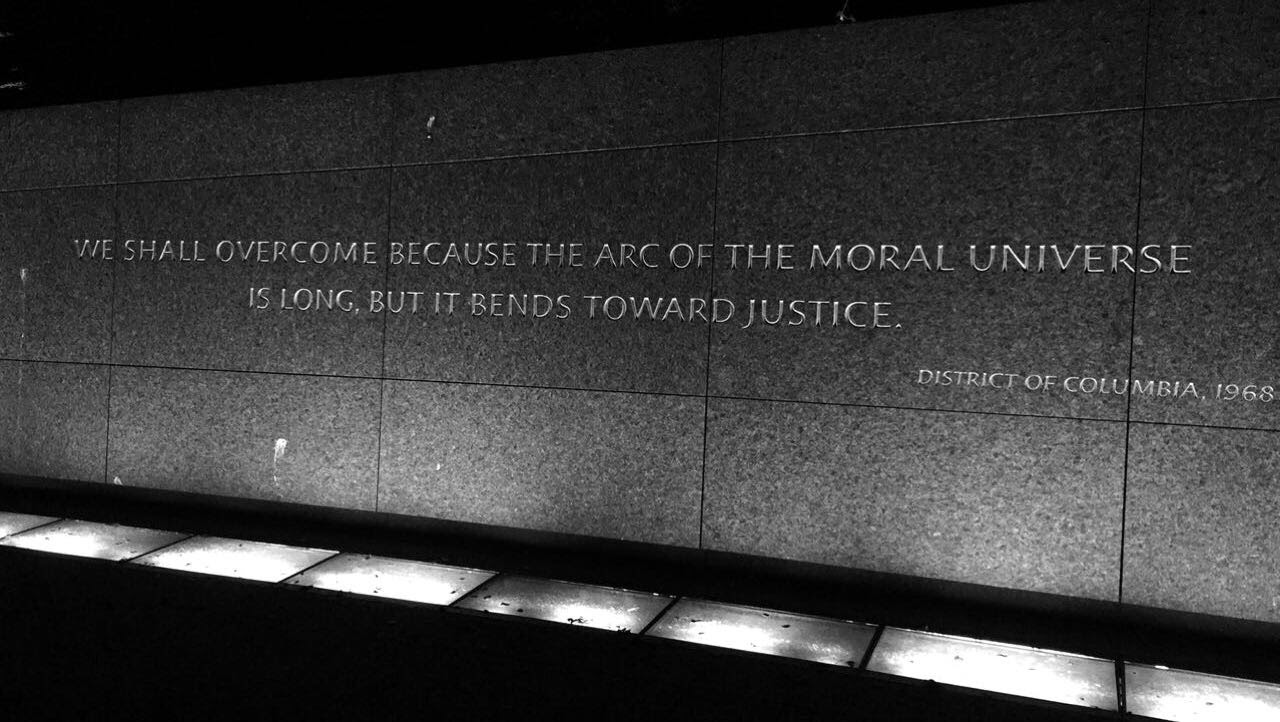 WE SHALL OVERCOME BECAUSE THE ARC OF THE MORAL UNIVERSE
IS LONG, BUT IT BENDS TOWARD JUSTICE.
DISTRICT OF COLUMBIA, 1968